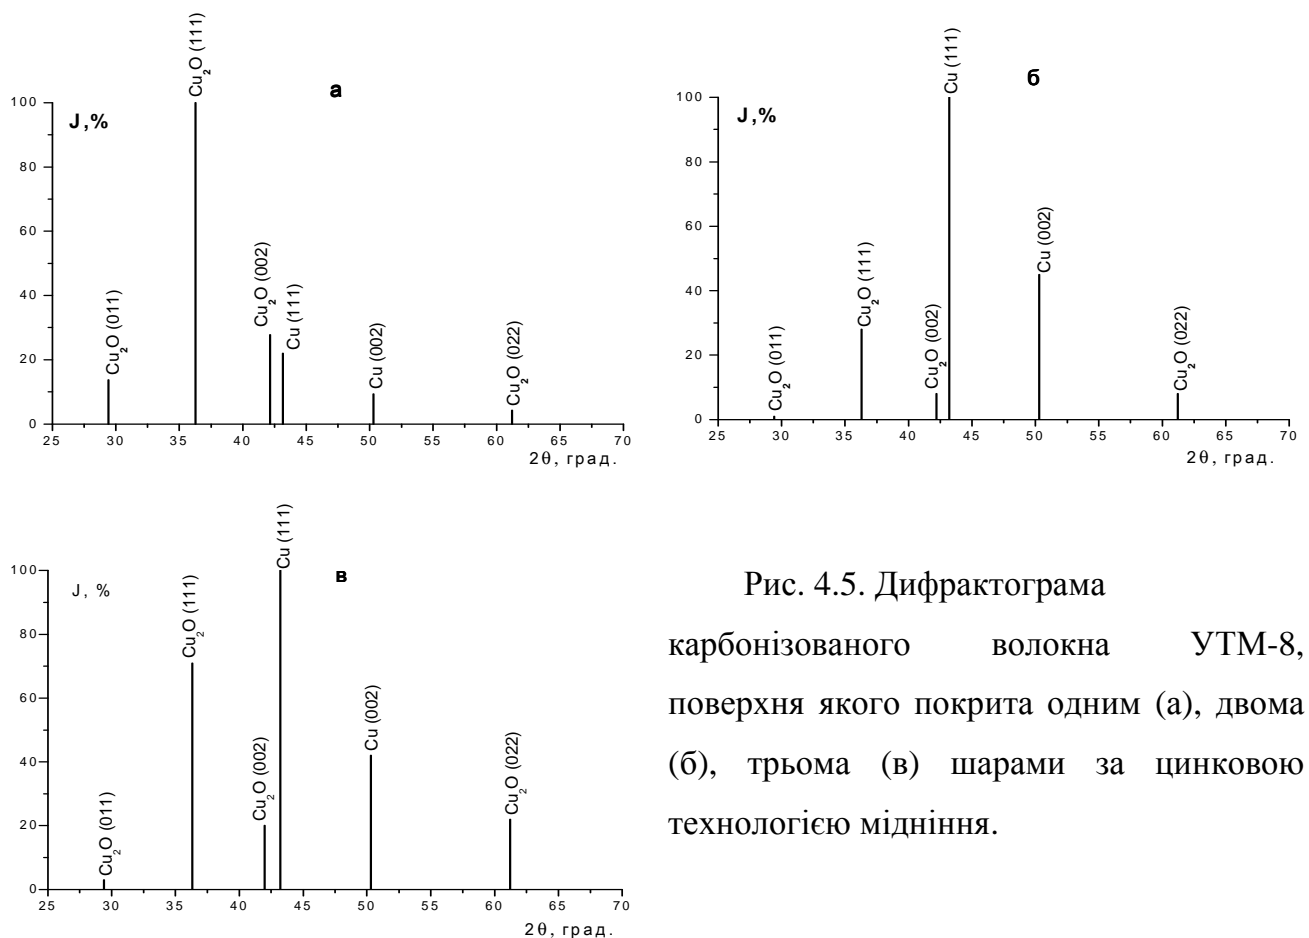 а
J,%
Cu2O (011)
Cu2O (111)
Cu2O (002)
Cu (111)
Cu (002)
Cu2O (022)
100
80
60
40
20
0
25 30 35 40 45 50 55 60 65 70
2θ, град.
б
J,%
Cu2O (011)
Cu2O (111)
Cu2O (002)
Cu (111)
Cu (002)
Cu2O (022)
100
80
60
40
20
0
25 30 35 40 45 50 55 60 65 70
2θ, град.
в
J, %
Cu2O (011)
Cu2O (111)
Cu2O (002)
Cu (111)
Cu (002)
Cu2O (022)
100
80
60
40
20
0
25 30 35 40 45 50 55 60 65 70
2θ, град.
Рис. 4.5. Дифрактограма
карбонізованого волокна УТМ-8,
поверхня якого покрита одним (а), двома
(б), трьома (в) шарами за цинковою
технологією мідніння.